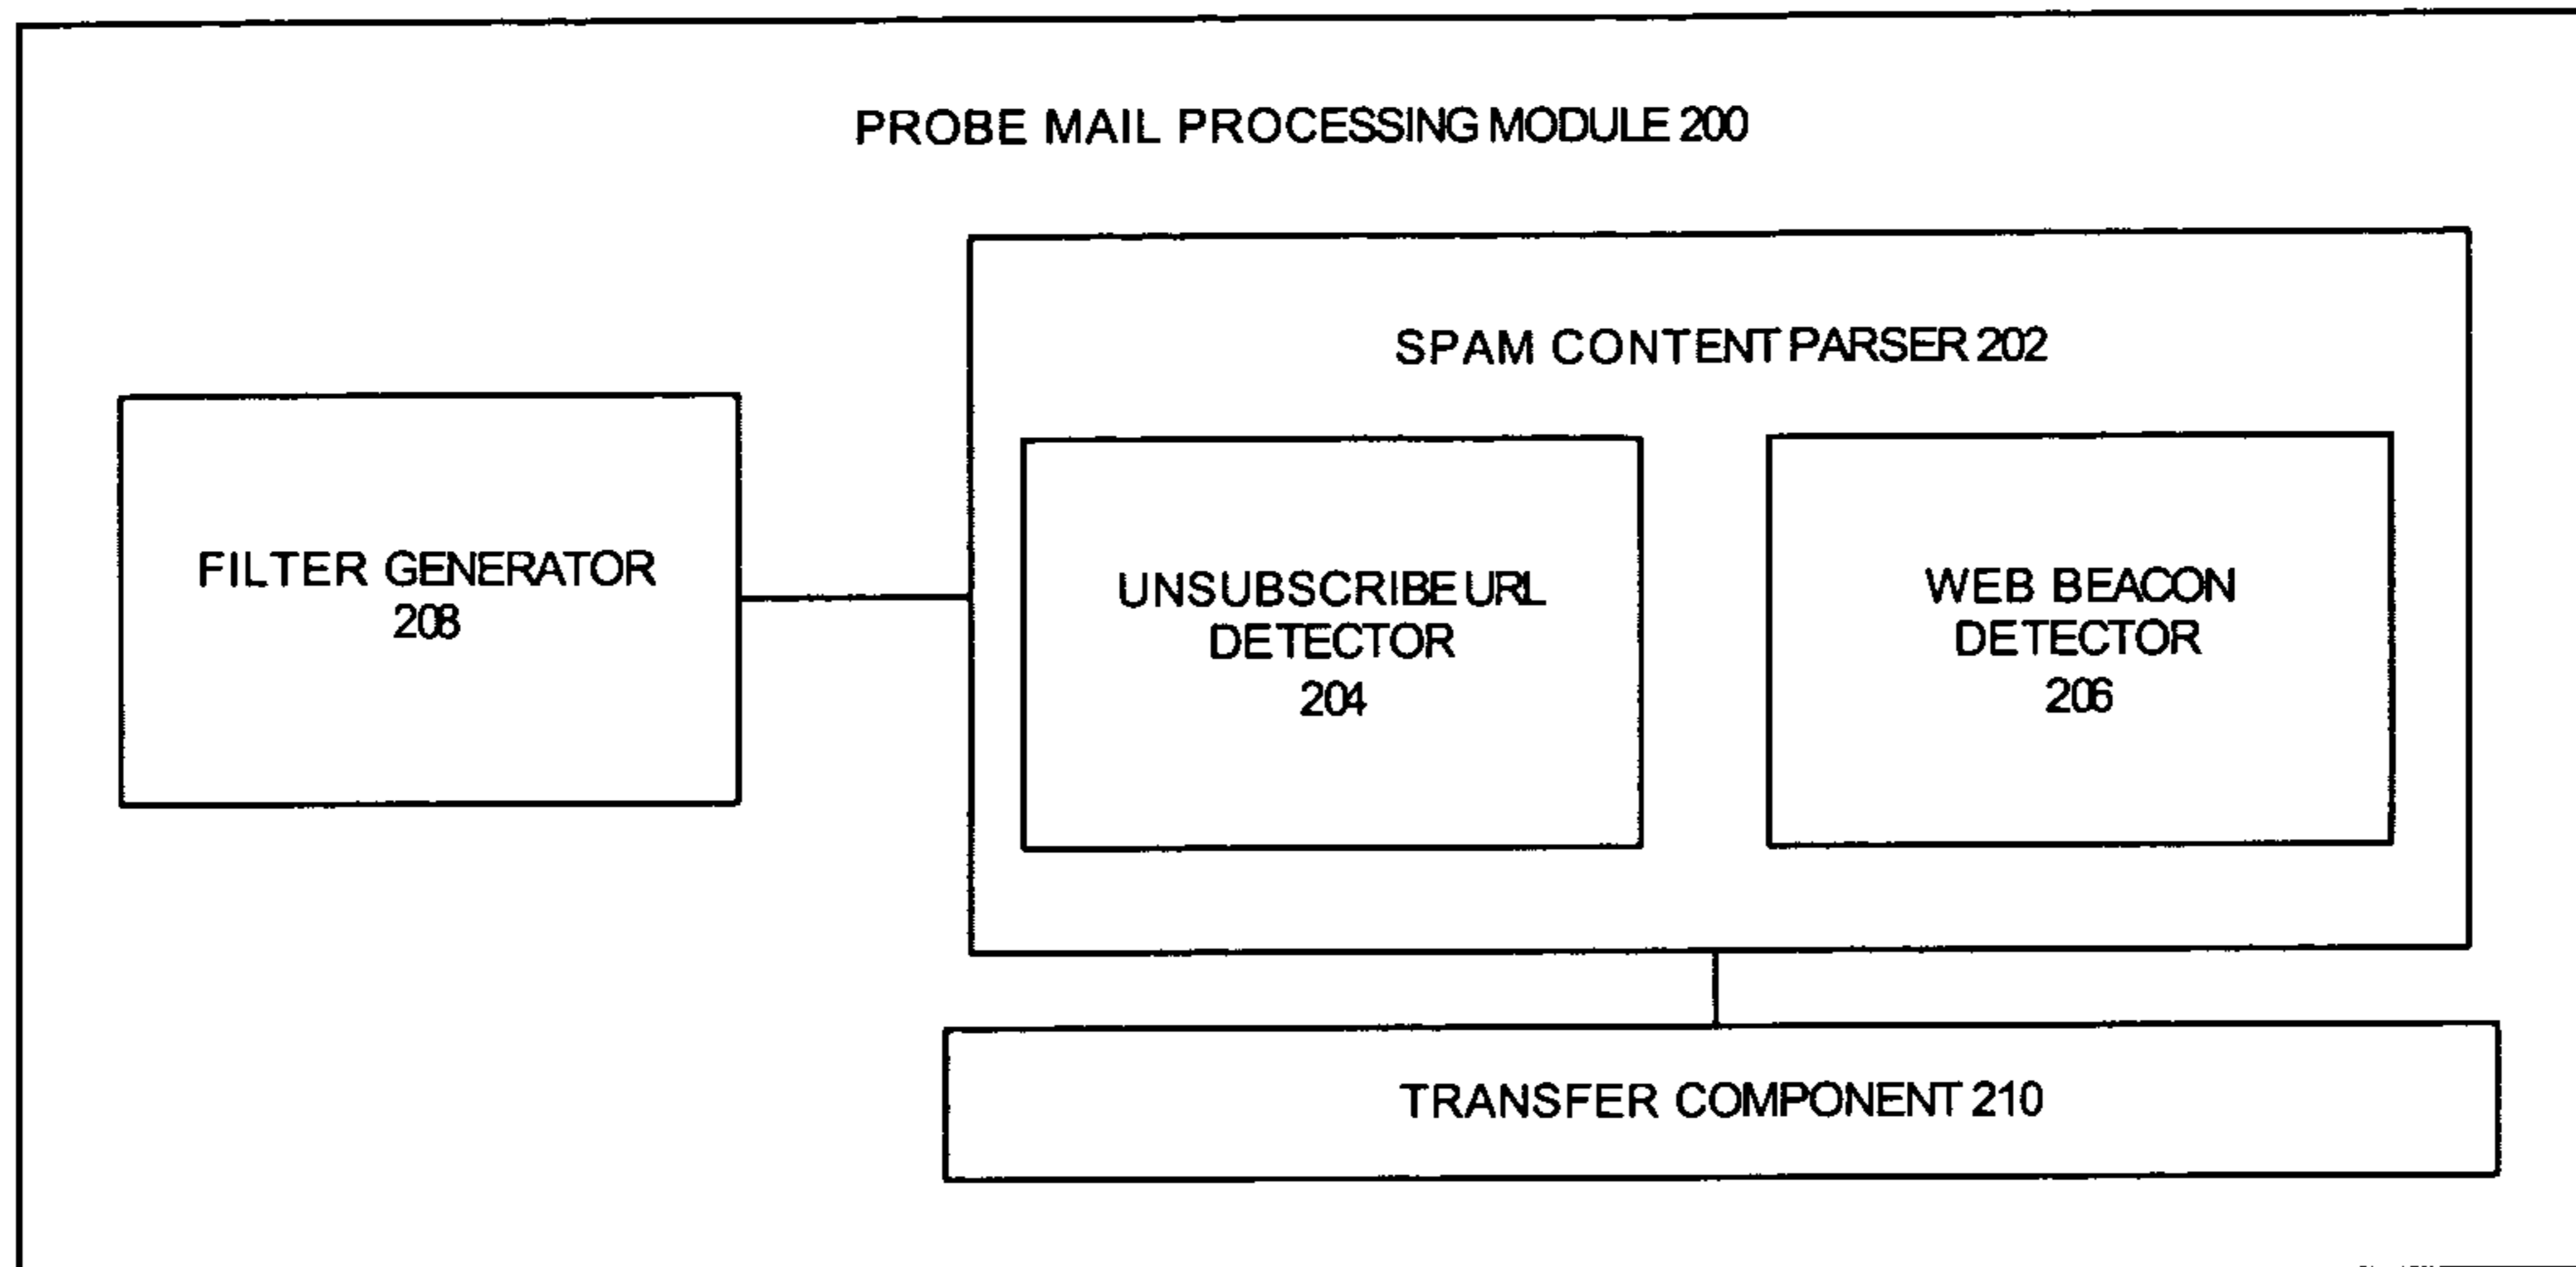 PROBE MAIL PROCESSING MODULE 200
SPAM CONTENT PARSER 202
FILTER GENERATOR
208
UNSUBSCRIBE URL
DETECTOR
204
WEB BEACON
DETECTOR
206
TRANSFER COMPONENT 210